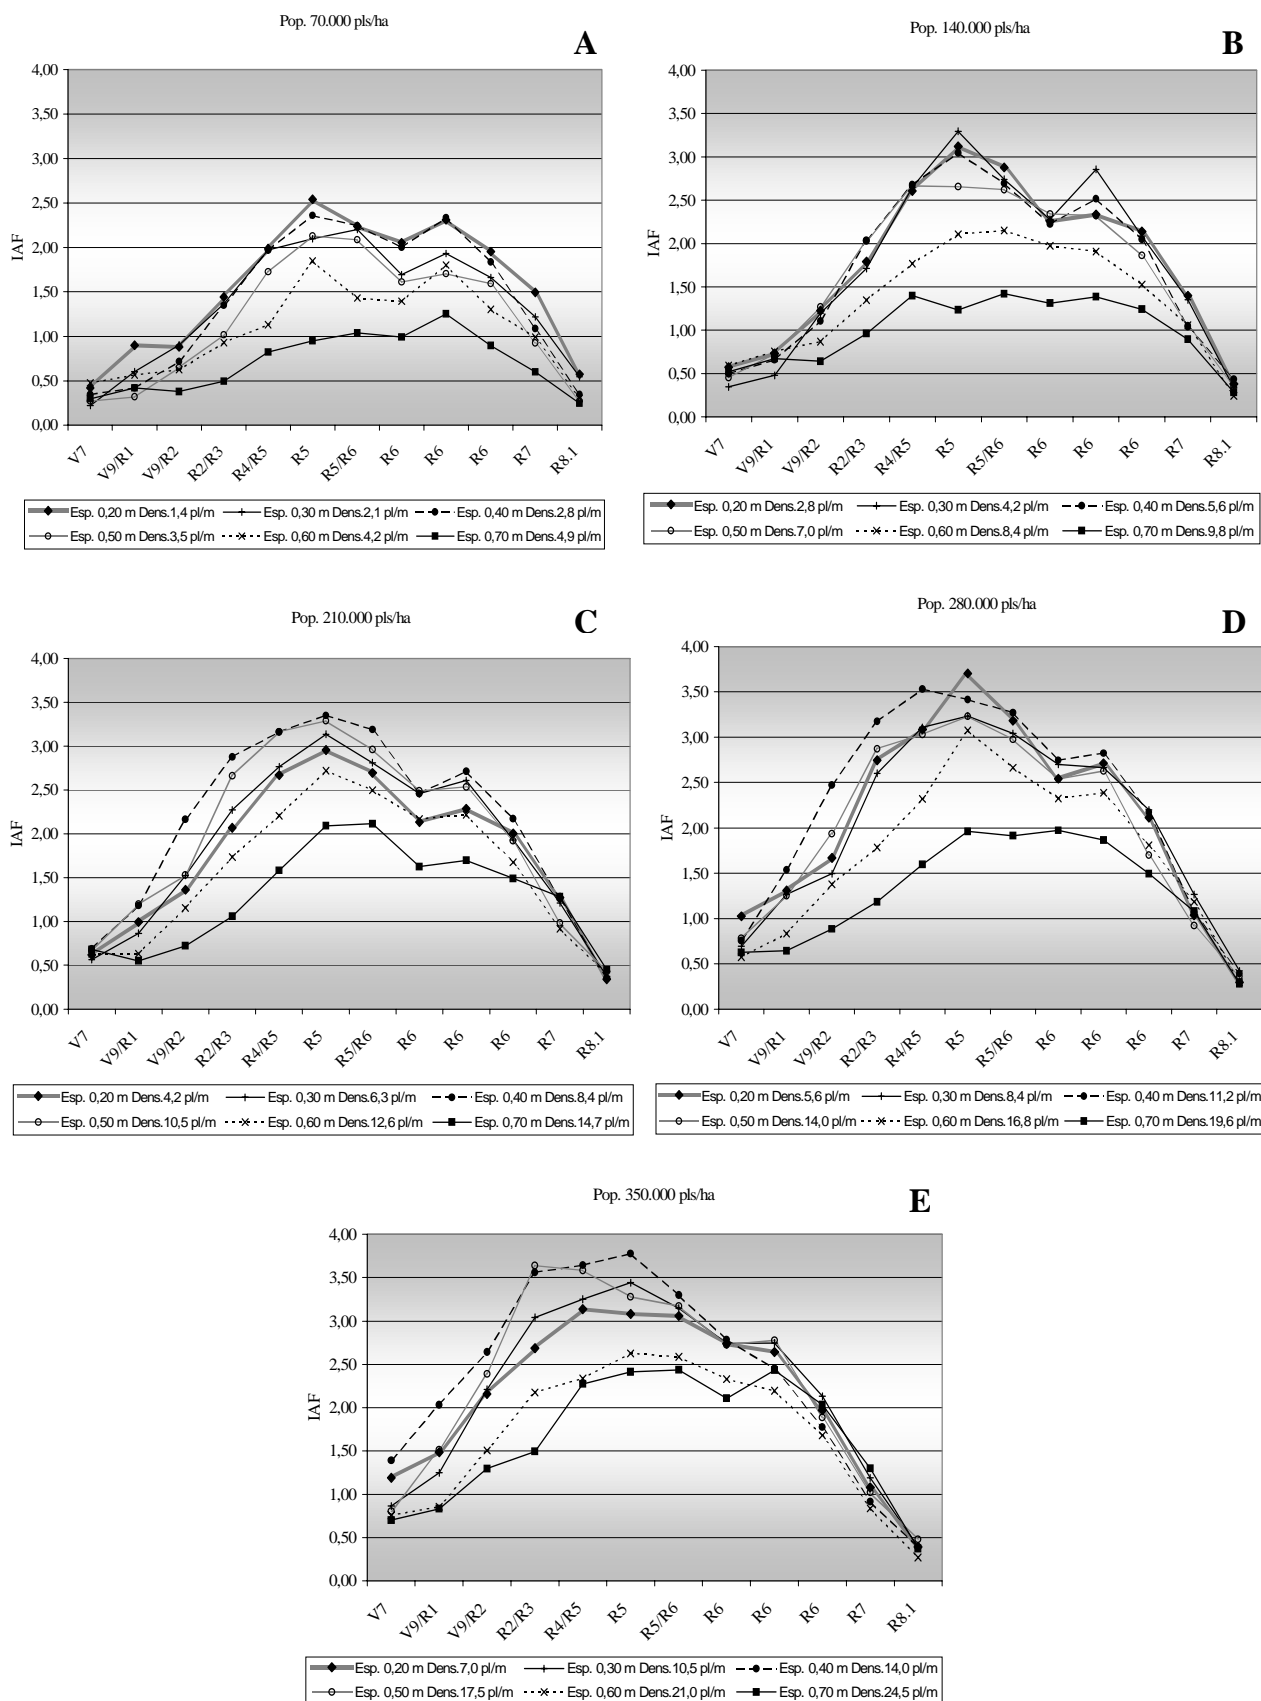 Pop. 70.000 pls/ha
A
4,00
3,50
3,00
2,50
2,00
1,50
1,00
0,50
0,00
IAF
V7
V9/R1
V9/R2
R2/R3
R4/R5
R5
R5/R6
R6
R6
R6
R7
R8.1
Esp. 0,20 m Dens.1,4 pl/m
Esp. 0,30 m Dens.2,1 pl/m
Esp. 0,40 m Dens.2,8 pl/m
Esp. 0,50 m Dens.3,5 pl/m
Esp. 0,60 m Dens.4,2 pl/m
Esp. 0,70 m Dens.4,9 pl/m
Pop. 140.000 pls/ha
B
4,00
3,50
3,00
2,50
2,00
1,50
1,00
0,50
0,00
IAF
V7
V9/R1
V9/R2
R2/R3
R4/R5
R5
R5/R6
R6
R6
R6
R7
R8.1
Esp. 0,20 m Dens.2,8 pl/m
Esp. 0,30 m Dens.4,2 pl/m
Esp. 0,40 m Dens.5,6 pl/m
Esp. 0,50 m Dens.7,0 pl/m
Esp. 0,60 m Dens.8,4 pl/m
Esp. 0,70 m Dens.9,8 pl/m
Pop. 210.000 pls/ha
C
4,00
3,50
3,00
2,50
2,00
1,50
1,00
0,50
0,00
IAF
V7
V9/R1
V9/R2
R2/R3
R4/R5
R5
R5/R6
R6
R6
R6
R7
R8.1
Esp. 0,20 m Dens.4,2 pl/m
Esp. 0,30 m Dens.6,3 pl/m
Esp. 0,40 m Dens.8,4 pl/m
Esp. 0,50 m Dens.10,5 pl/m
Esp. 0,60 m Dens.12,6 pl/m
Esp. 0,70 m Dens.14,7 pl/m
Pop. 280.000 pls/ha
D
4,00
3,50
3,00
2,50
2,00
1,50
1,00
0,50
0,00
IAF
V7
V9/R1
V9/R2
R2/R3
R4/R5
R5
R5/R6
R6
R6
R6
R7
R8.1
Esp. 0,20 m Dens.5,6 pl/m
Esp. 0,30 m Dens.8,4 pl/m
Esp. 0,40 m Dens.11,2 pl/m
Esp. 0,50 m Dens.14,0 pl/m
Esp. 0,60 m Dens.16,8 pl/m
Esp. 0,70 m Dens.19,6 pl/m
Pop. 350.000 pls/ha
E
4,00
3,50
3,00
2,50
2,00
1,50
1,00
0,50
0,00
IAF
V7
V9/R1
V9/R2
R2/R3
R4/R5
R5
R5/R6
R6
R6
R6
R7
R8.1
Esp. 0,20 m Dens.7,0 pl/m
Esp. 0,30 m Dens.10,5 pl/m
Esp. 0,40 m Dens.14,0 pl/m
Esp. 0,50 m Dens.17,5 pl/m
Esp. 0,60 m Dens.21,0 pl/m
Esp. 0,70 m Dens.24,5 pl/m